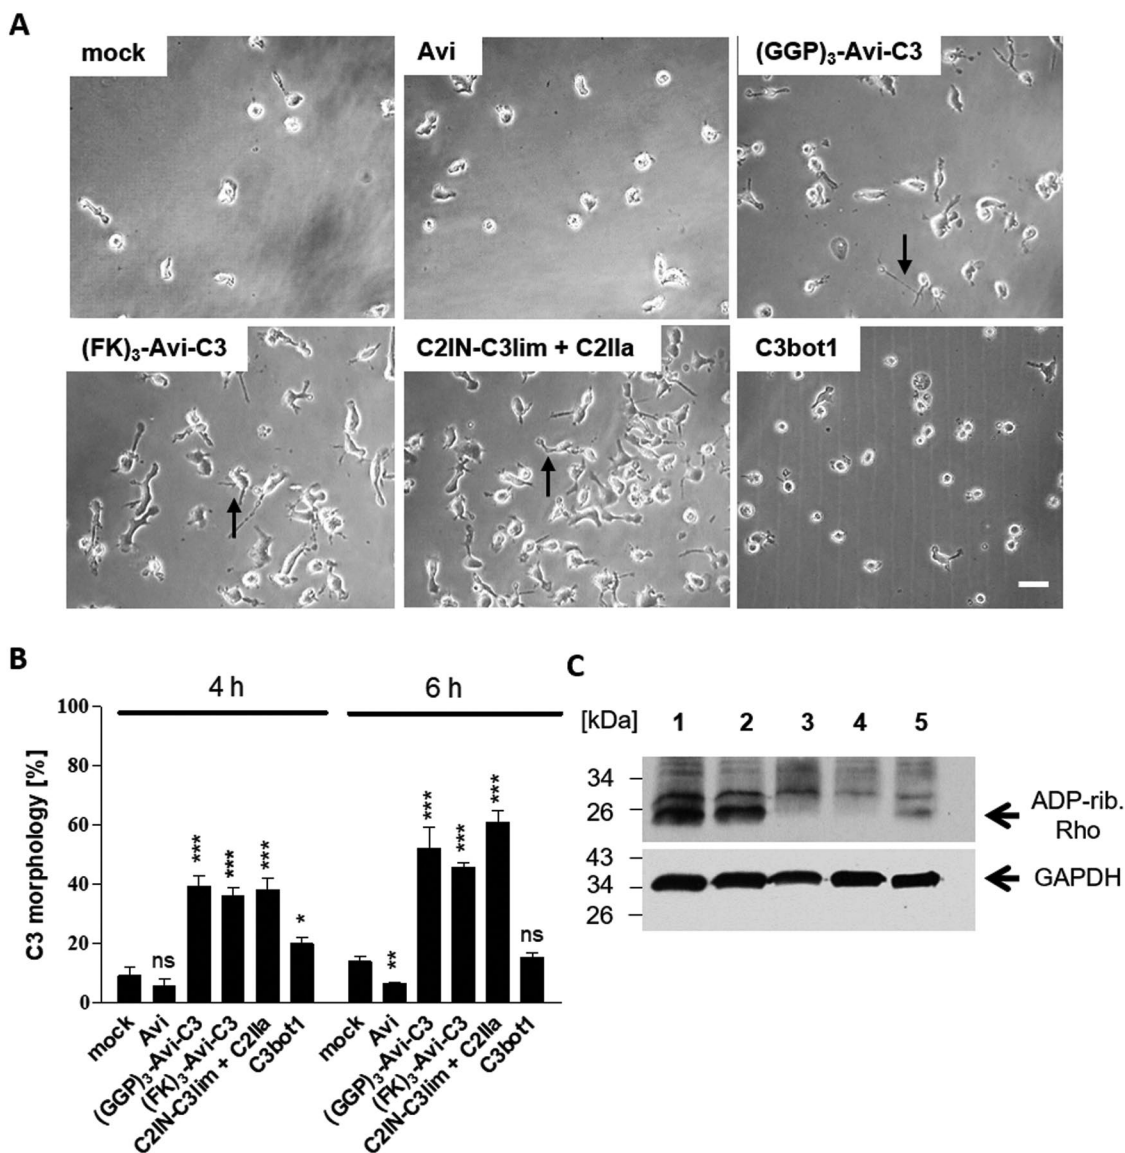 A
mock
Avi
(GGP)₃-Avi-C3
(FK)₃-Avi-C3
C2IN-C3lim + C2IIa
C3bot1
B
4 h
6 h
C3 morphology [%]
100
80
60
40
20
0
ns
***
***
***
*
**
***
***
***
ns
mock
Avi
(GGP)₃-Avi-C3
(FK)₃-Avi-C3
C2IN-C3lim + C2IIa
C3bot1
mock
Avi
(GGP)₃-Avi-C3
(FK)₃-Avi-C3
C2IN-C3lim + C2IIa
C3bot1
C
[kDa] 1 2 3 4 5
34
26
ADP-rib.
Rho
43
34
26
GAPDH